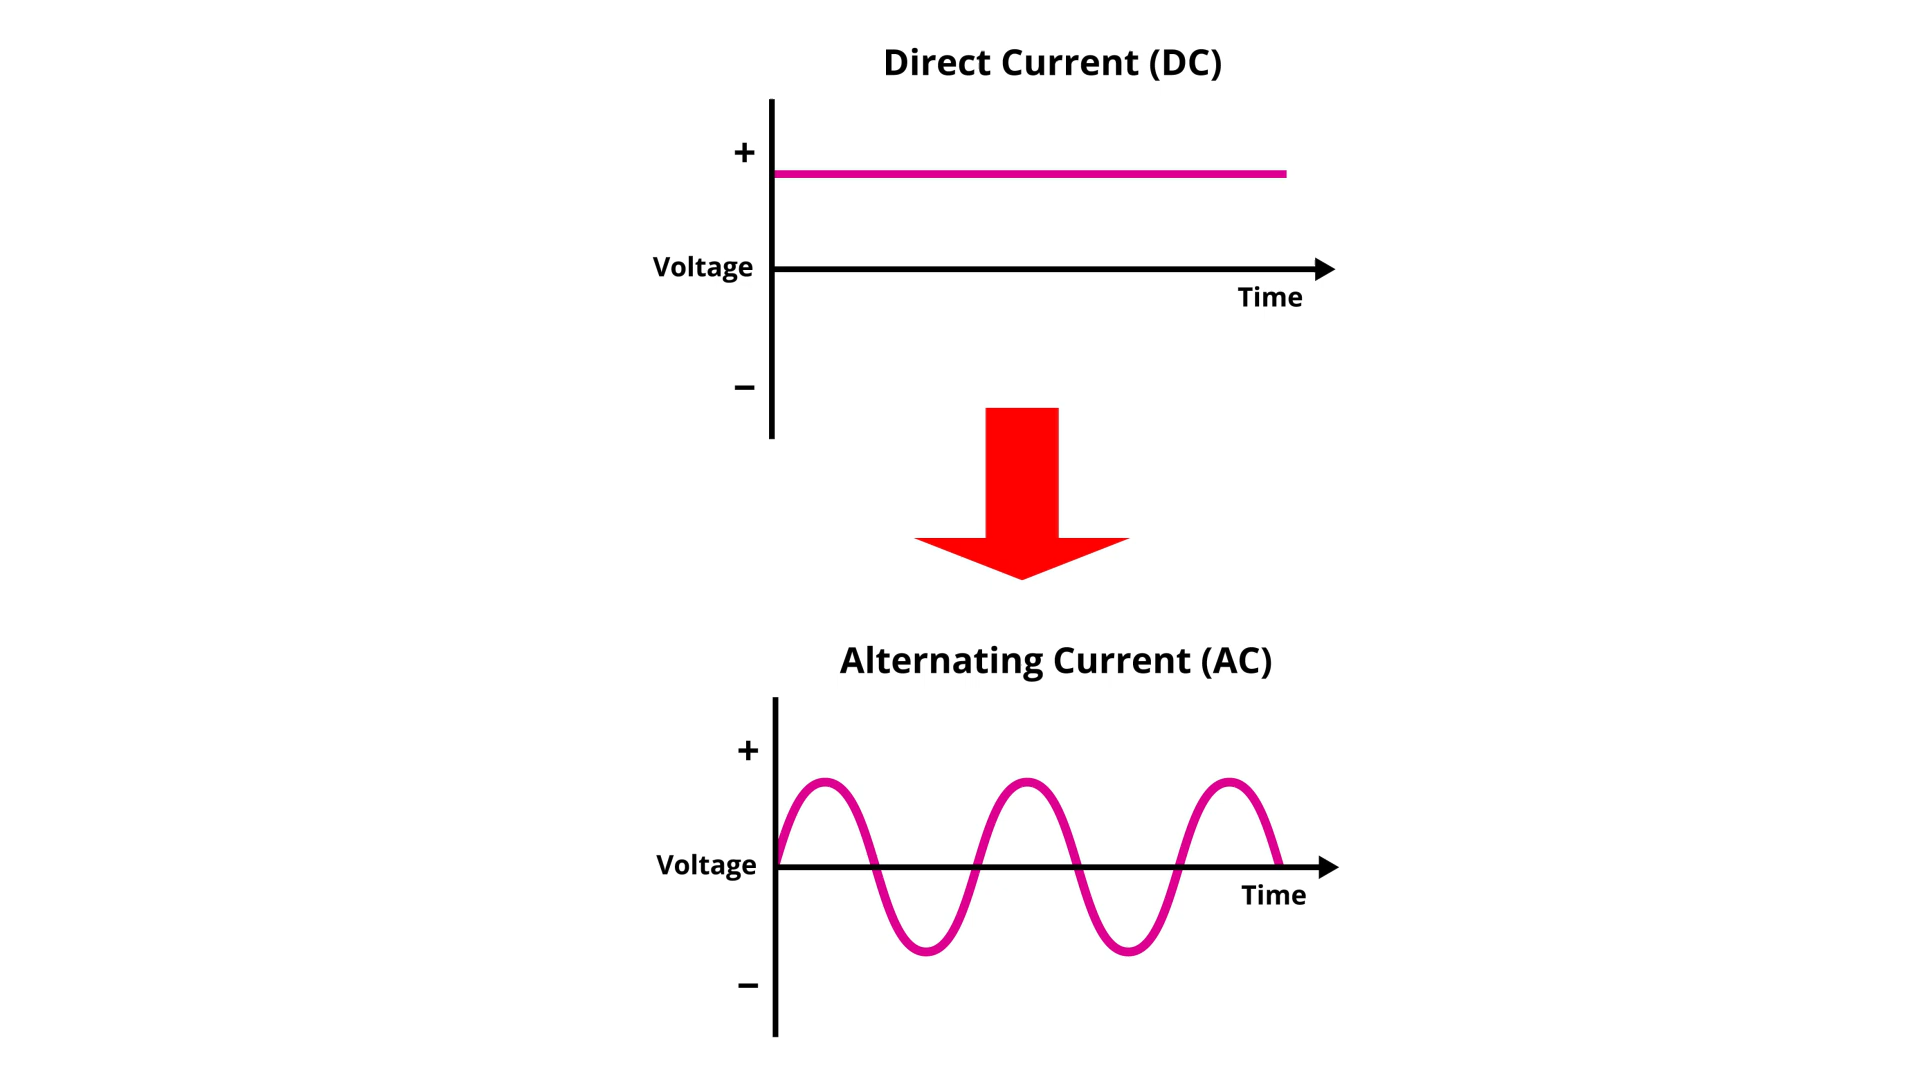 Direct Current (DC)
+
Voltage
Time
−
Alternating Current (AC)
+
Voltage
Time
−